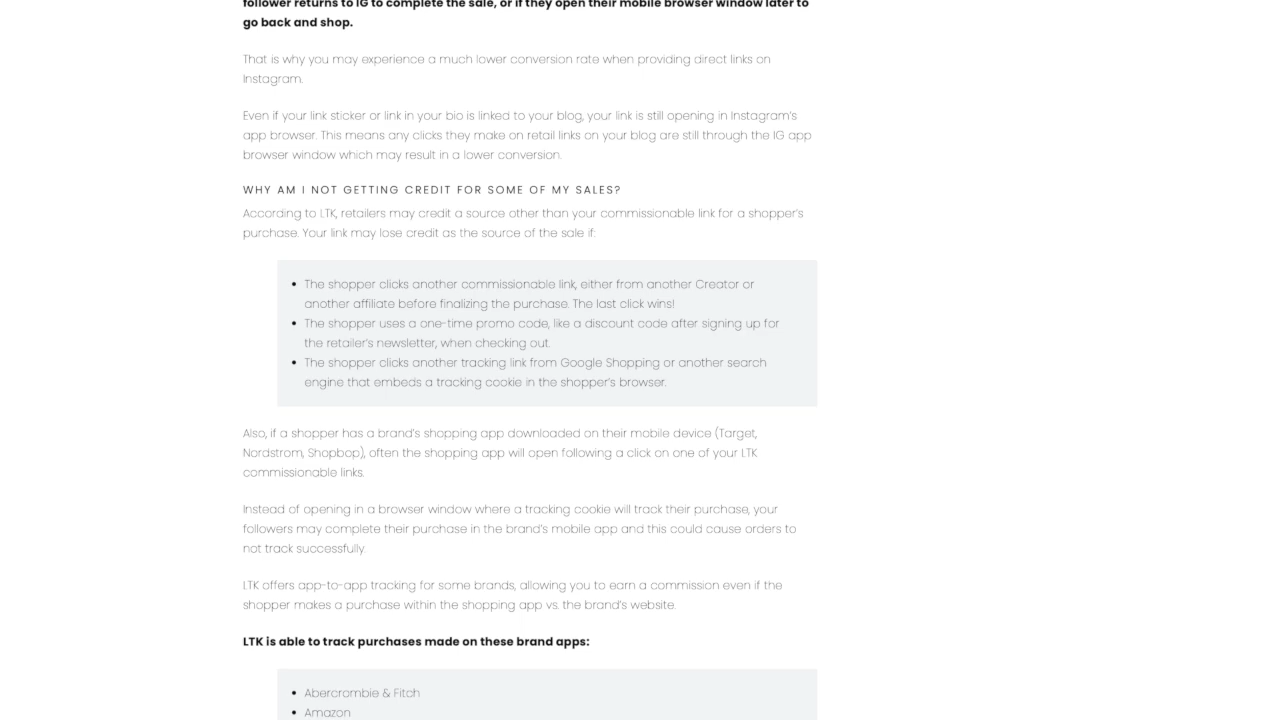 follower returns to IG to complete the sale, or if they open their mobile browser window later to
go back and shop.
That is why you may experience a much lower conversion rate when providing direct links on
Instagram.
Even if your link sticker or link in your bio is linked to your blog, your link is still opening in Instagram's
app browser. This means any clicks they make on retail links on your blog are still through the IG app
browser window which may result in a lower conversion.
WHY AM I NOT GETTING CREDIT FOR SOME OF MY SALES?
According to LTK, retailers may credit a source other than your commissionable link for a shopper's
purchase. Your link may lose credit as the source of the sale if:
• The shopper clicks another commissionable link, either from another Creator or
another affiliate before finalizing the purchase. The last click wins!
• The shopper uses a one-time promo code, like a discount code after signing up for
the retailer's newsletter, when checking out.
• The shopper clicks another tracking link from Google Shopping or another search
engine that embeds a tracking cookie in the shopper's browser.
Also, if a shopper has a brand's shopping app downloaded on their mobile device (Target,
Nordstrom, Shopbop), often the shopping app will open following a click on one of your LTK
commissionable links.
Instead of opening in a browser window where a tracking cookie will track their purchase, your
followers may complete their purchase in the brand's mobile app and this could cause orders to
not track successfully.
LTK offers app-to-app tracking for some brands, allowing you to earn a commission even if the
shopper makes a purchase within the shopping app vs. the brand's website.
LTK is able to track purchases made on these brand apps:
• Abercrombie & Fitch
• Amazon